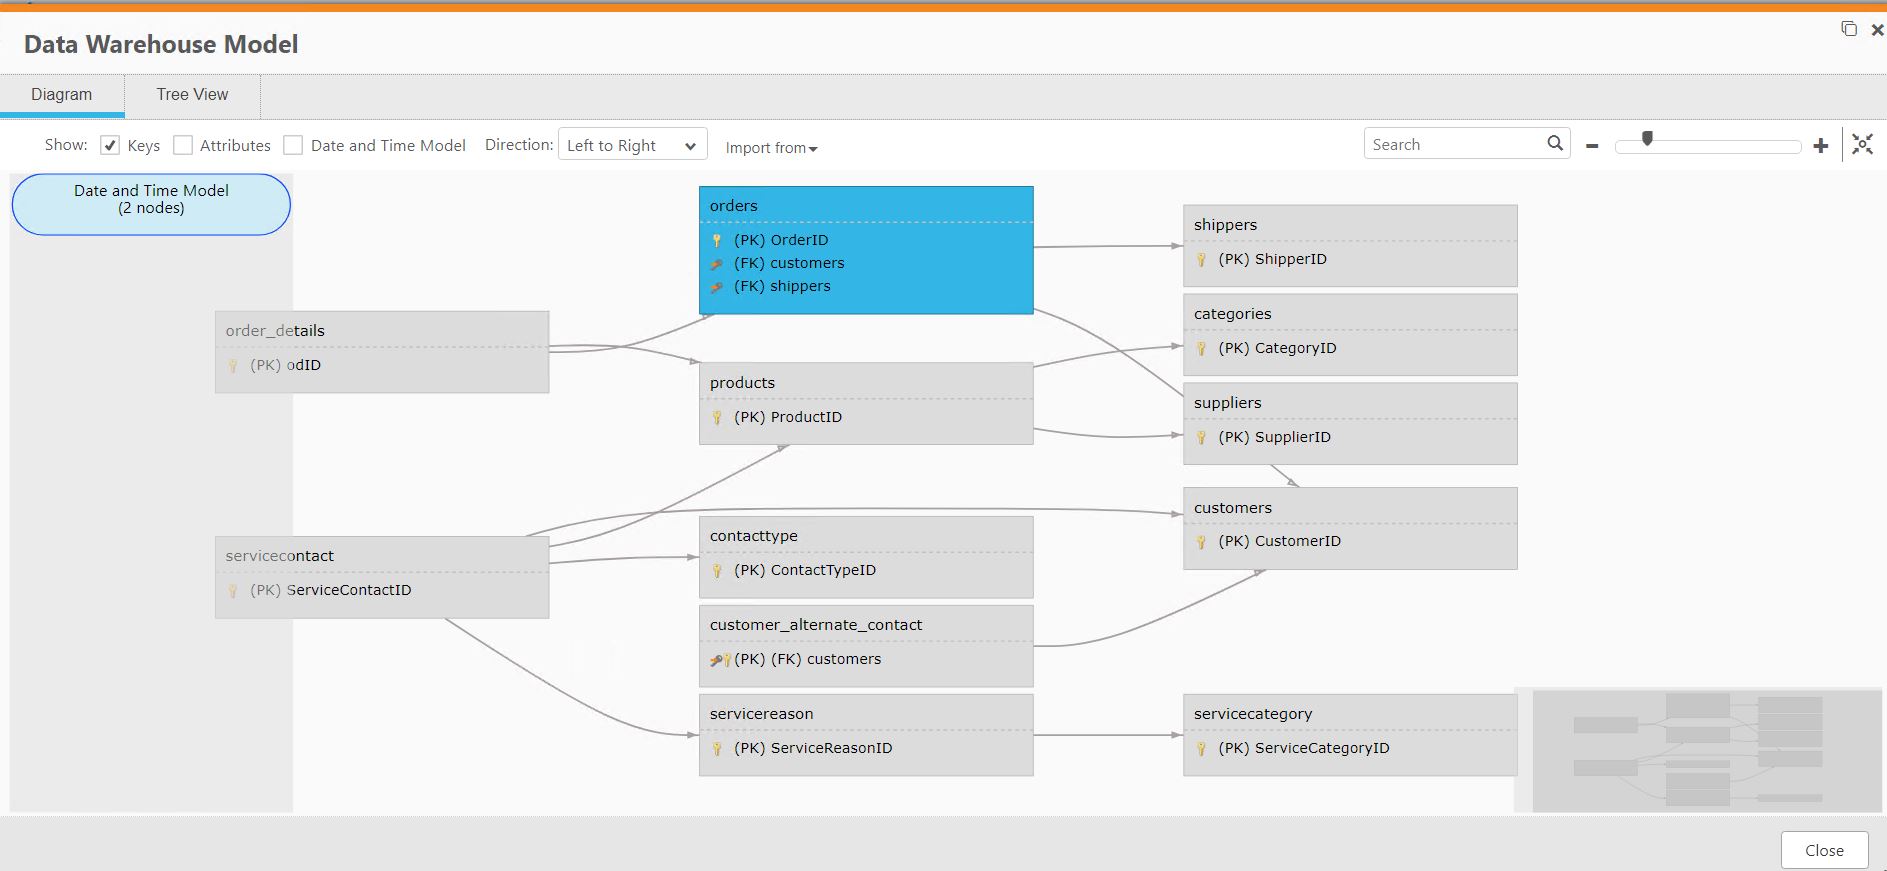 Data Warehouse Model
Diagram
Tree View
Show:
Keys
Attributes
Date and Time Model
Direction:
Left to Right
Import from
Search
Date and Time Model
(2 nodes)
order_details
(PK) odID
servicecontact
(PK) ServiceContactID
orders
(PK) OrderID
(FK) customers
(FK) shippers
products
(PK) ProductID
contacttype
(PK) ContactTypeID
customer_alternate_contact
(PK) (FK) customers
servicereason
(PK) ServiceReasonID
shippers
(PK) ShipperID
categories
(PK) CategoryID
suppliers
(PK) SupplierID
customers
(PK) CustomerID
servicecategory
(PK) ServiceCategoryID
Close